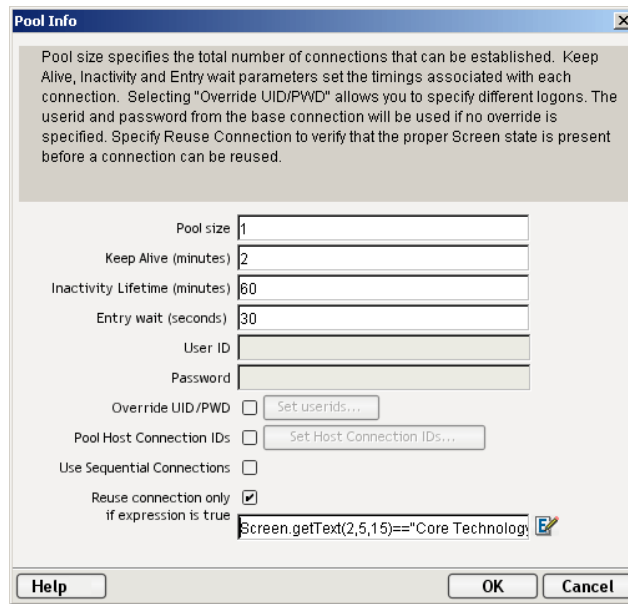 Pool Info
Pool size specifies the total number of connections that can be established. Keep
Alive, Inactivity and Entry wait parameters set the timings associated with each
connection. Selecting "Override UID/PWD" allows you to specify different logons. The
userid and password from the base connection will be used if no override is
specified. Specify Reuse Connection to verify that the proper Screen state is present
before a connection can be reused.
Pool size 1
Keep Alive (minutes) 2
Inactivity Lifetime (minutes) 60
Entry wait (seconds) 30
User ID
Password
Override UID/PWD Set userids...
Pool Host Connection IDs Set Host Connection IDs...
Use Sequential Connections
Reuse connection only
if expression is true
Screen.getText(2,5,15)=="Core Technology
Help OK Cancel